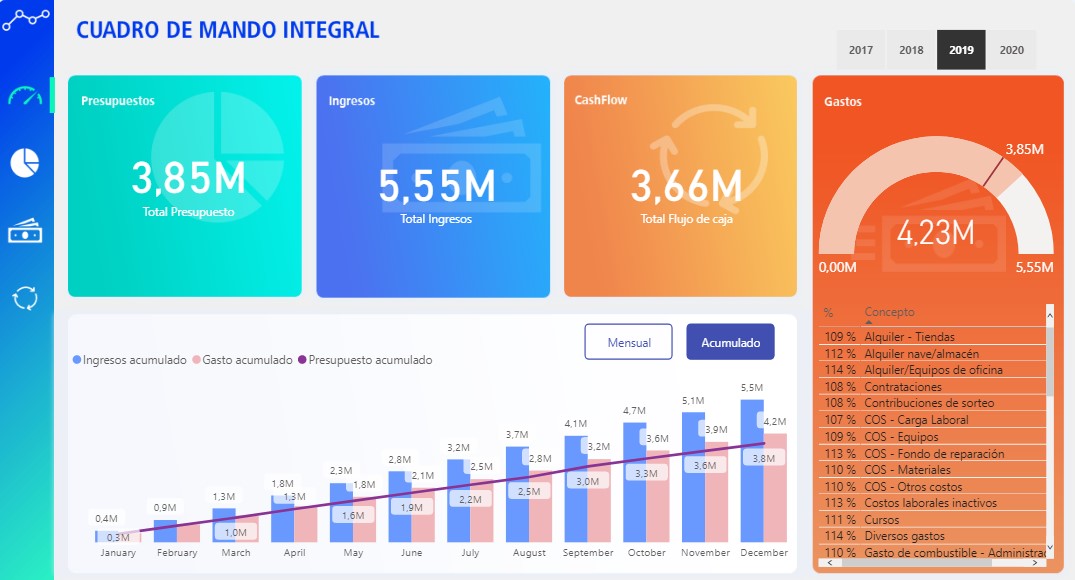 CUADRO DE MANDO INTEGRAL
2017 2018 2019 2020
Presupuestos
3,85M
Total Presupuesto
Ingresos
5,55M
Total Ingresos
CashFlow
3,66M
Total Flujo de caja
Gastos
3,85M
4,23M
0,00M 5,55M
% Concepto
109 % Alquiler - Tiendas
112 % Alquiler nave/almacén
114 % Alquiler/Equipos de oficina
108 % Contrataciones
108 % Contribuciones de sorteo
107 % COS - Carga Laboral
109 % COS - Equipos
113 % COS - Fondo de reparación
110 % COS - Materiales
110 % COS - Otros costos
113 % Costos laborales inactivos
111 % Cursos
114 % Diversos gastos
110 % Gasto de combustible - Administrac
Mensual Acumulado
Ingresos acumulado Gasto acumulado Presupuesto acumulado
0,4M 0,9M 1,3M 1,8M 2,3M 2,8M 3,2M 3,7M 4,1M 4,7M 5,1M 5,5M
1,3M 1,8M 2,1M 2,5M 2,8M 3,2M 3,6M 3,9M 4,2M
0,3M 1,0M 1,6M 1,9M 2,2M 2,5M 3,0M 3,3M 3,6M 3,8M
January February March April May June July August September October November December